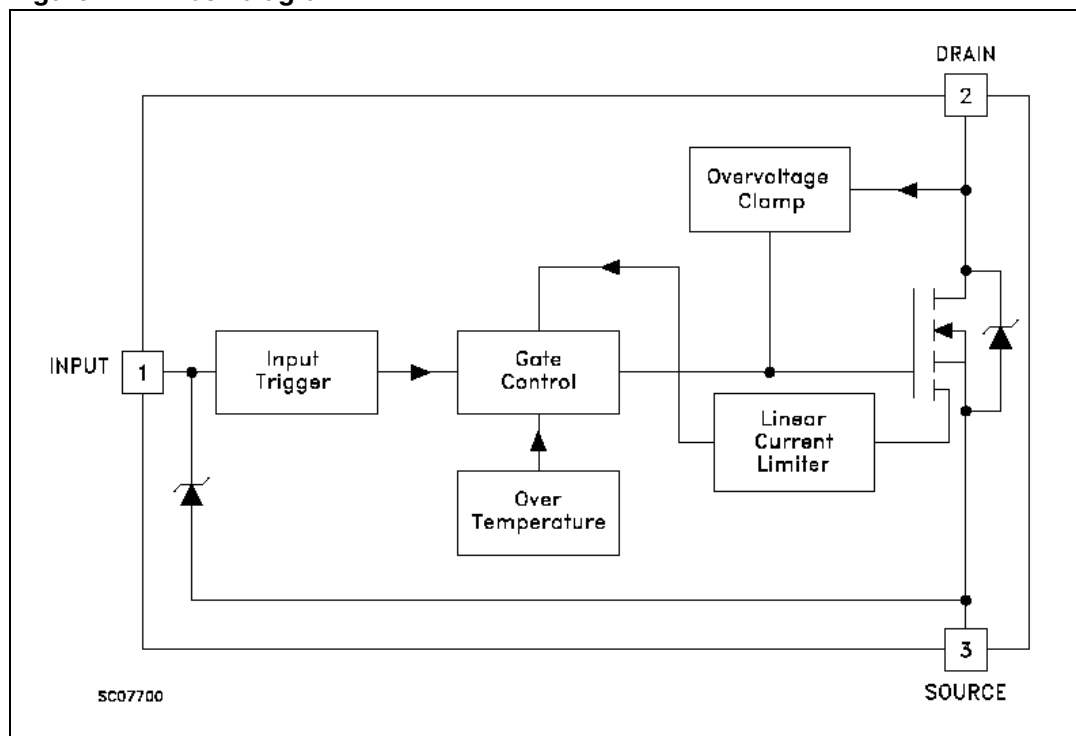 DRAIN
2
Overvoltage
Clamp
INPUT
1
Input
Trigger
Gate
Control
Linear
Current
Limiter
Over
Temperature
3
SOURCE
SC07700